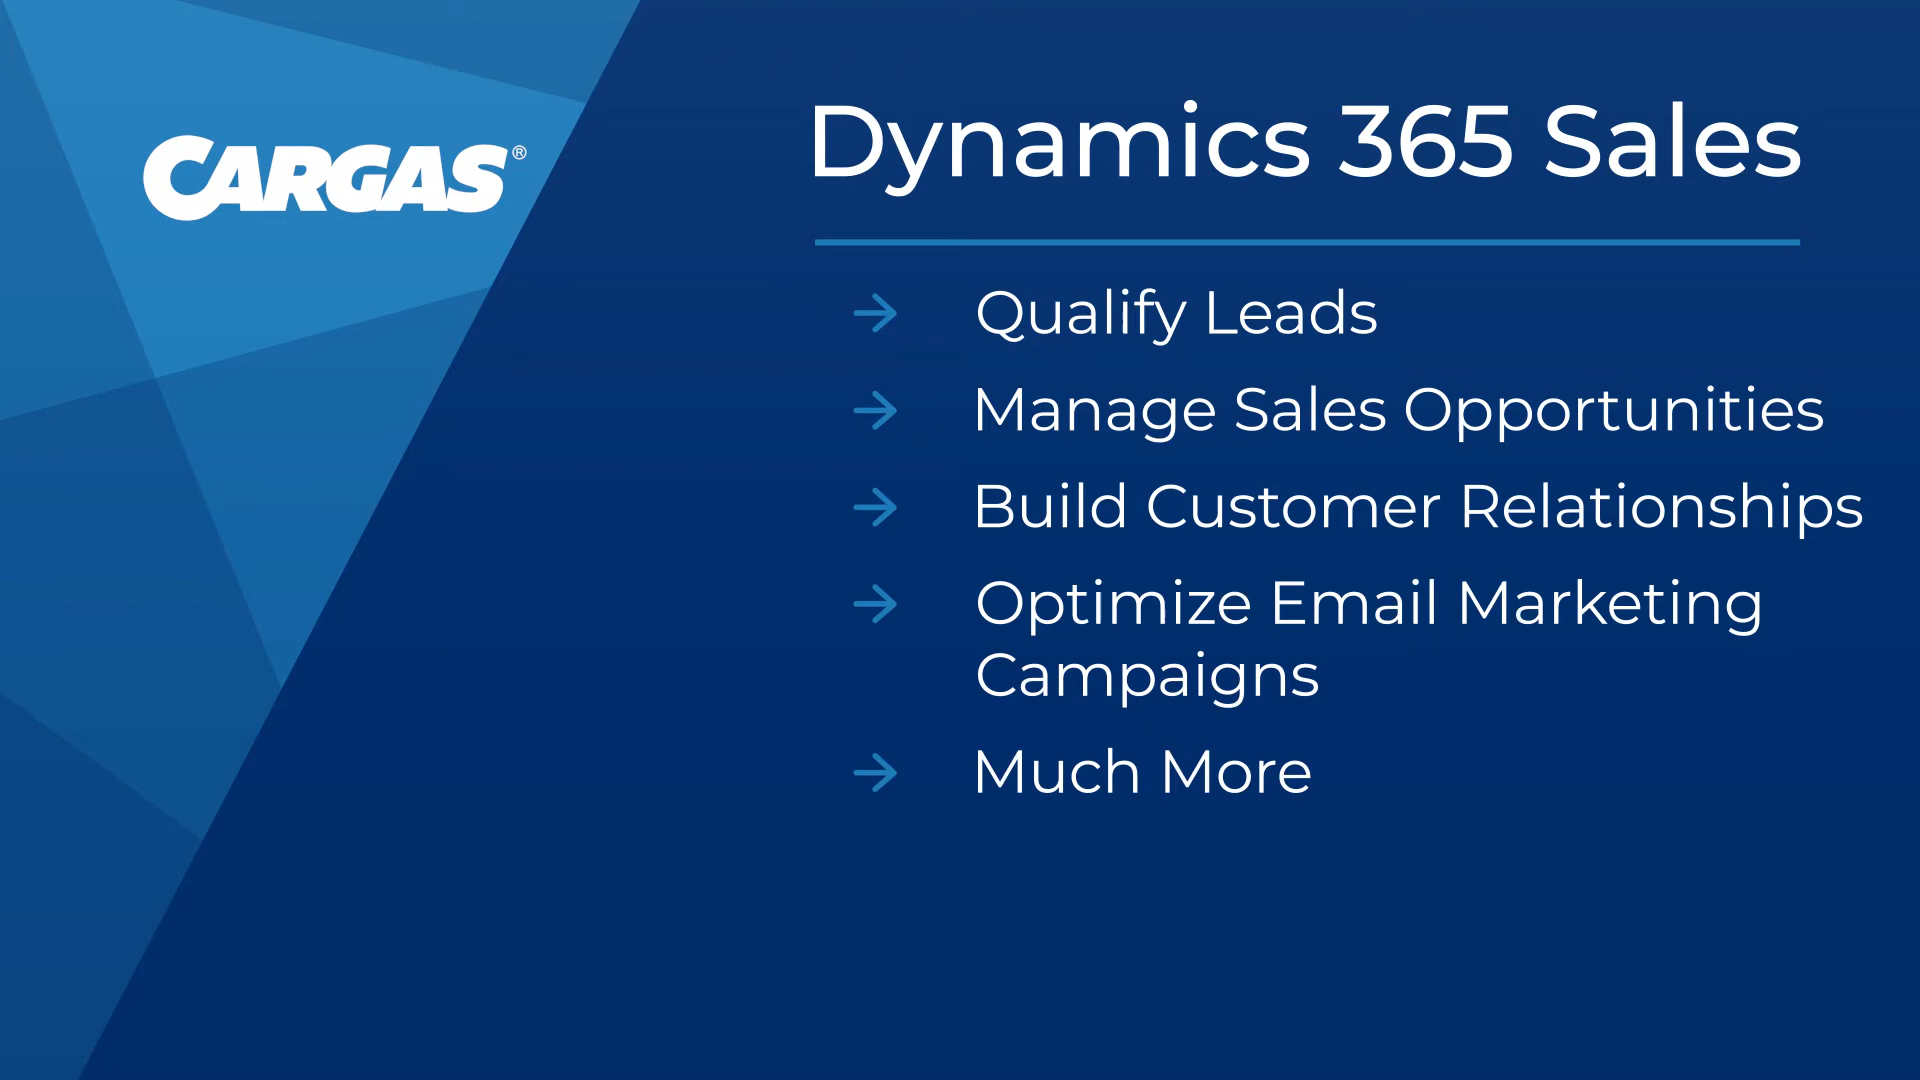 CARGAS®
Dynamics 365 Sales
Qualify Leads
Manage Sales Opportunities
Build Customer Relationships
Optimize Email Marketing
Campaigns
Much More